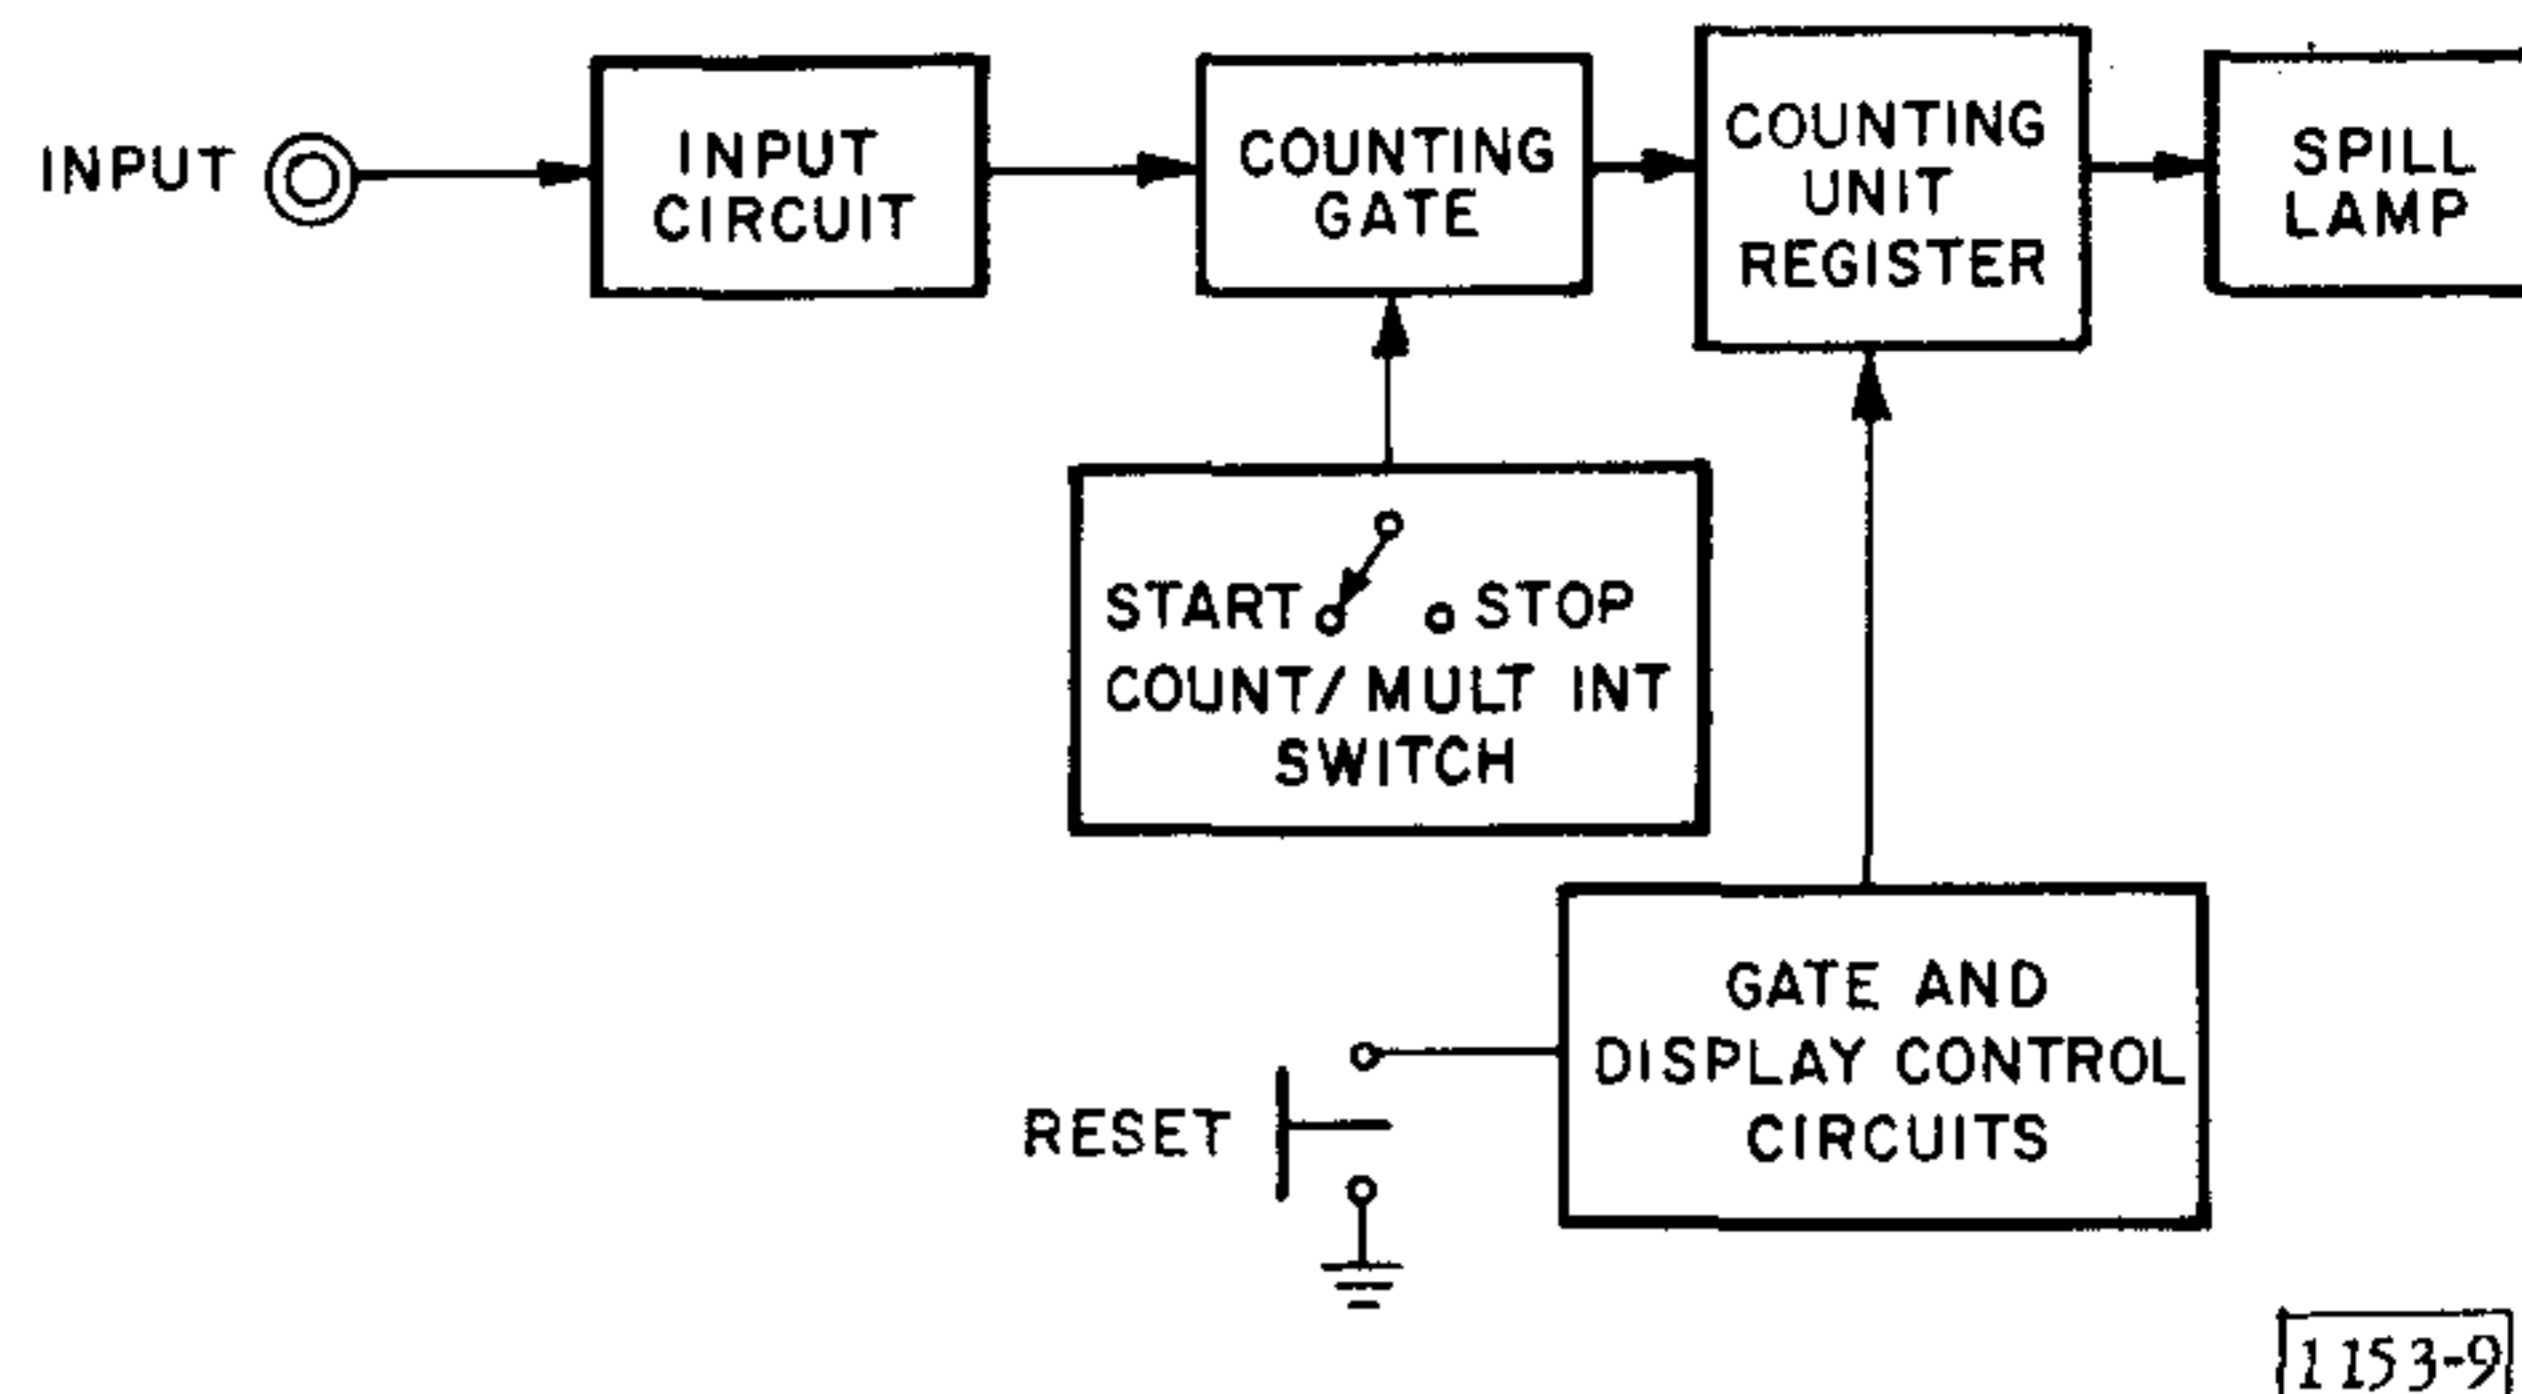 INPUT
INPUT
CIRCUIT
COUNTING
GATE
COUNTING
UNIT
REGISTER
SPILL
LAMP
START STOP
COUNT/ MULT INT
SWITCH
GATE AND
DISPLAY CONTROL
CIRCUITS
RESET
1153-9